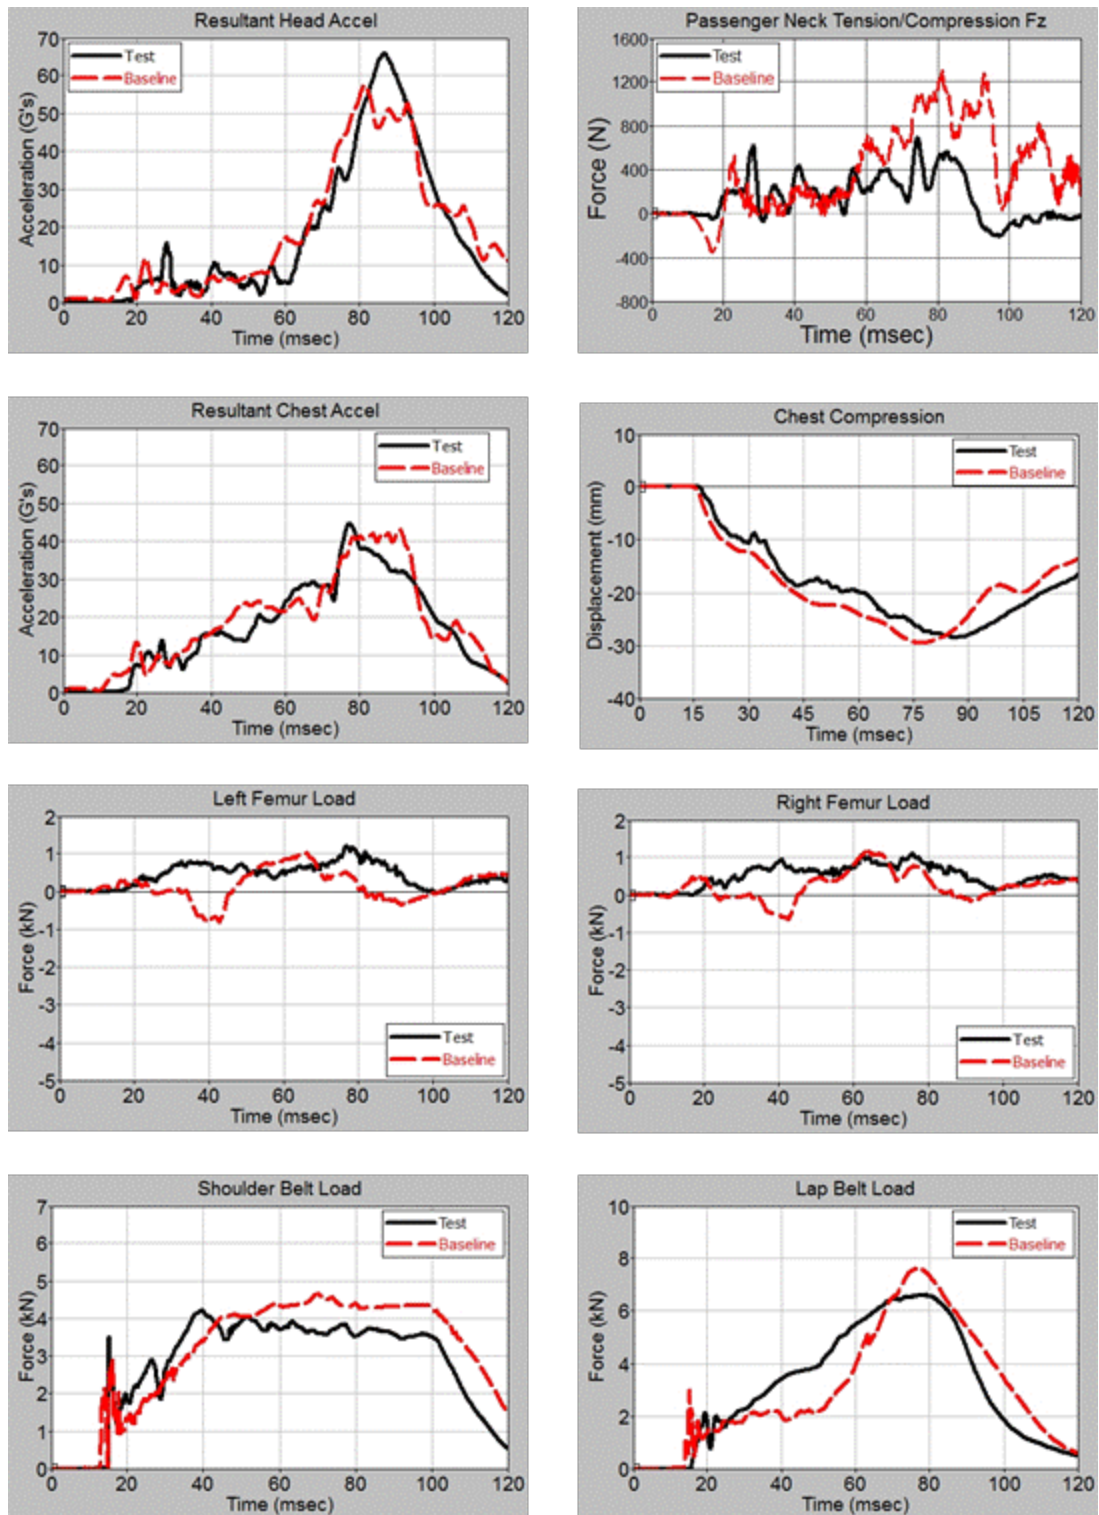 Resultant Head Accel
Acceleration (G's)
70
60
50
40
30
20
10
0
Test
Baseline
0 20 40 60 80 100 120
Time (msec)
Passenger Neck Tension/Compression Fz
Force (N)
1600
1200
800
400
0
-400
-800
Test
Baseline
0 20 40 60 80 100 120
Time (msec)
Resultant Chest Accel
Acceleration (G's)
70
60
50
40
30
20
10
0
Test
Baseline
0 20 40 60 80 100 120
Time (msec)
Chest Compression
Displacement (mm)
10
0
-10
-20
-30
-40
Test
Baseline
0 15 30 45 60 75 90 105 120
Time (msec)
Left Femur Load
Force (kN)
2
1
0
-1
-2
-3
-4
-5
Test
Baseline
0 20 40 60 80 100 120
Time (msec)
Right Femur Load
Force (kN)
2
1
0
-1
-2
-3
-4
-5
Test
Baseline
0 20 40 60 80 100 120
Time (msec)
Shoulder Belt Load
Force (kN)
7
6
5
4
3
2
1
0
Test
Baseline
0 20 40 60 80 100 120
Time (msec)
Lap Belt Load
Force (kN)
10
8
6
4
2
0
Test
Baseline
0 20 40 60 80 100 120
Time (msec)